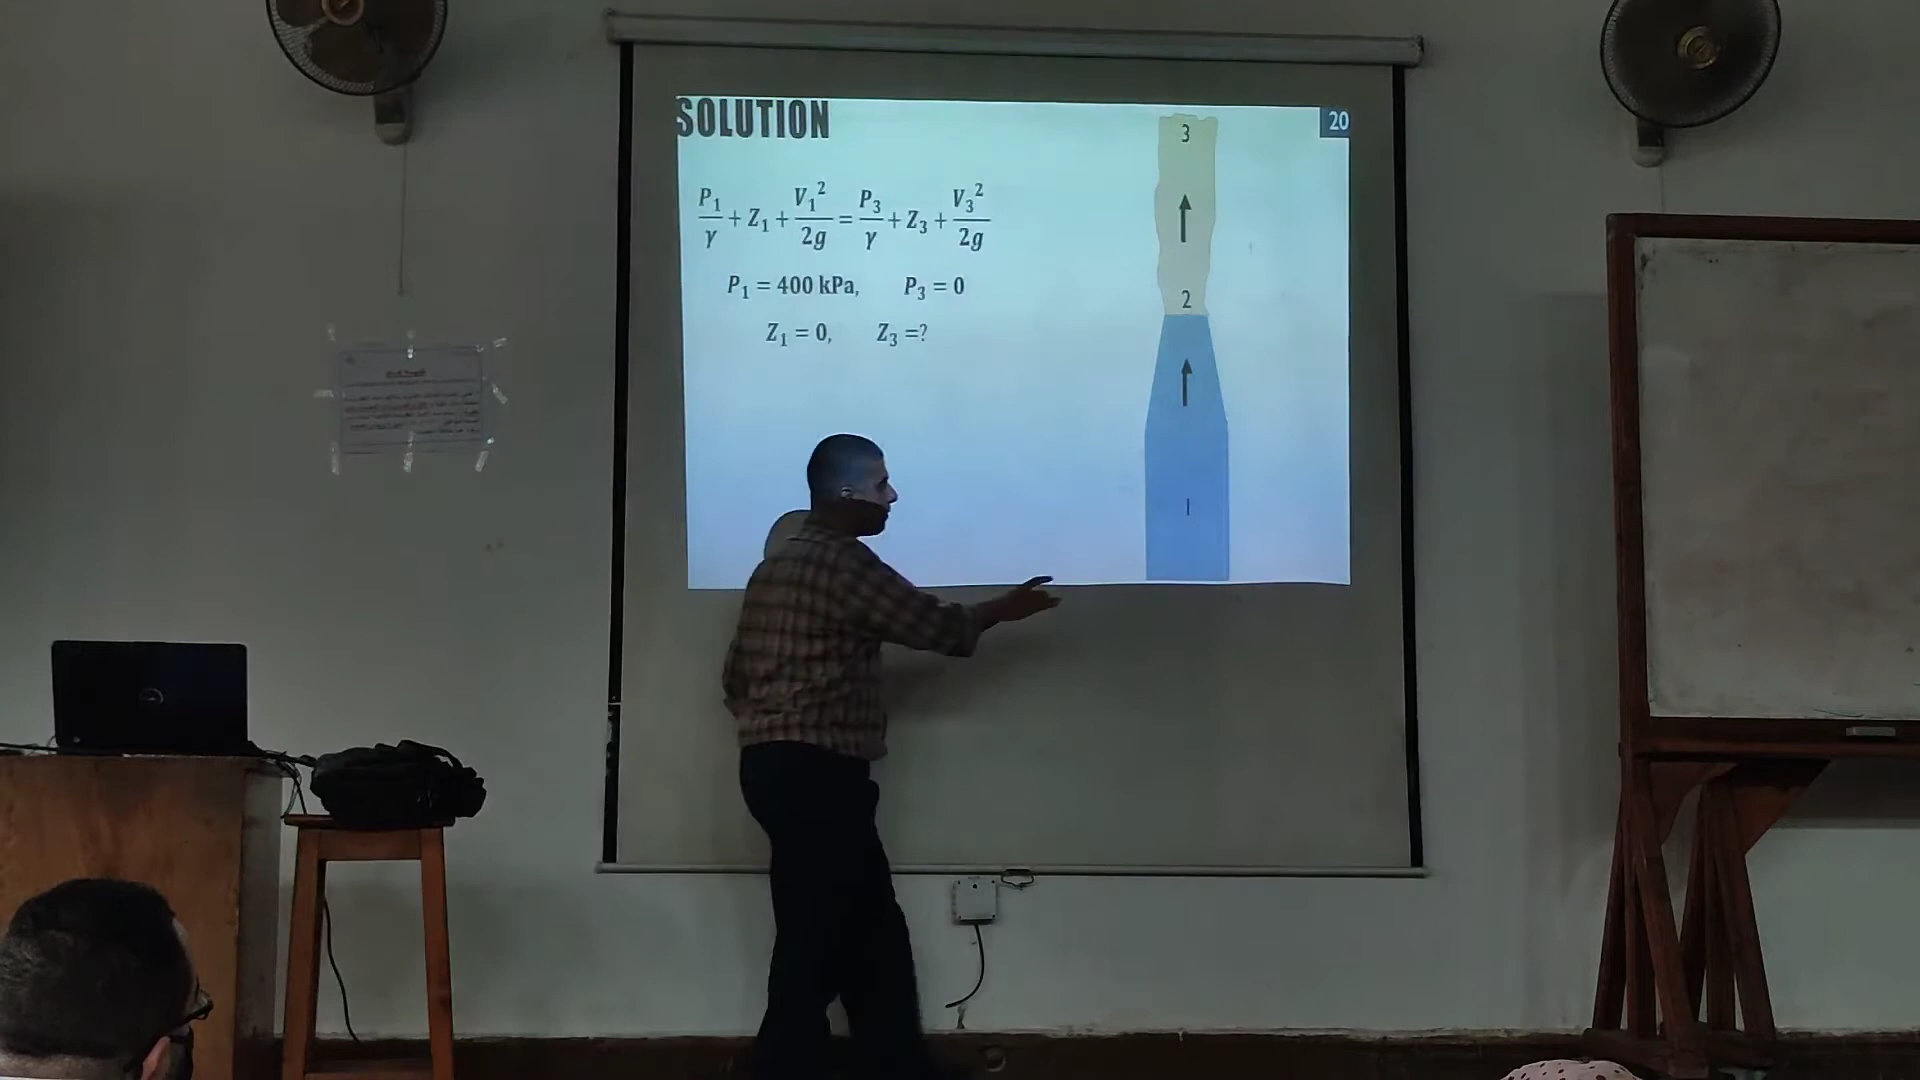 SOLUTION
20
P₁/γ + Z₁ + V₁²/2g = P₃/γ + Z₃ + V₃²/2g
P₁ = 400 kPa, P₃ = 0
Z₁ = 0, Z₃ =?
3
2
1